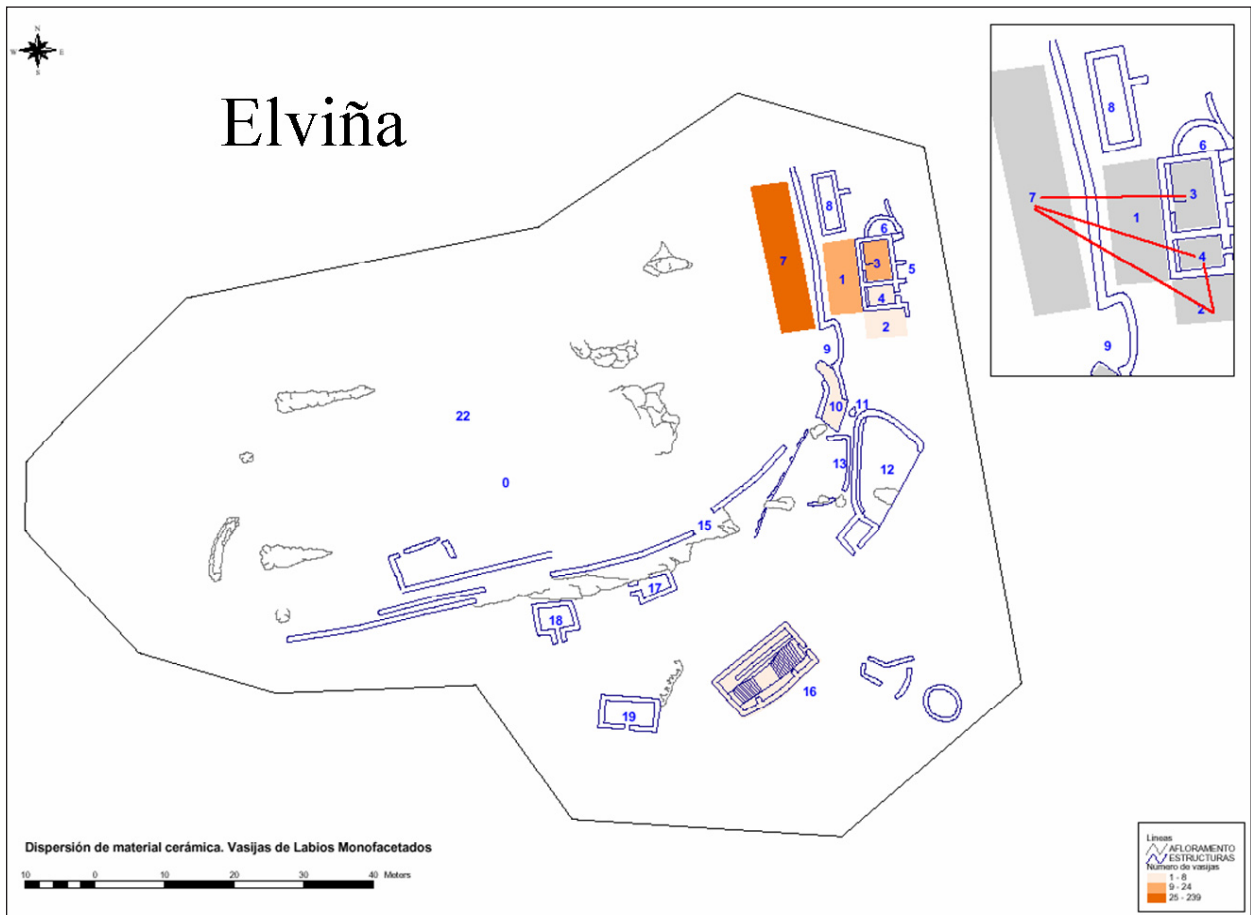 N
W E
S
Elviña
8
6
7
3
1
4
2
9
8
6
7
3
5
1
4
2
9
10
11
22
13
12
0
15
17
18
16
19
Dispersión de material cerámica. Vasijas de Labios Monofacetados
10 0 10 20 30 40 Meters
Líneas
AFLORAMENTO
ESTRUCTURAS
Número de vasijas
1 - 8
9 - 24
25 - 239